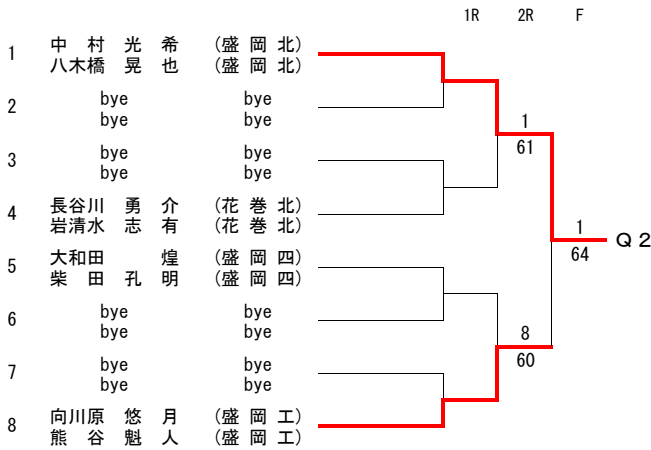 1R 2R F
1 中 村 光 希 (盛 岡 北)
八木橋 晃 也 (盛 岡 北)
2 bye bye
bye bye
1
61
3 bye bye
bye bye
4 長谷川 勇 介 (花 巻 北)
岩清水 志 有 (花 巻 北)
1
64
Q 2
5 大和田 煌 (盛 岡 四)
柴 田 孔 明 (盛 岡 四)
6 bye bye
bye bye
8
60
7 bye bye
bye bye
8 向川原 悠 月 (盛 岡 工)
熊 谷 魁 人 (盛 岡 工)